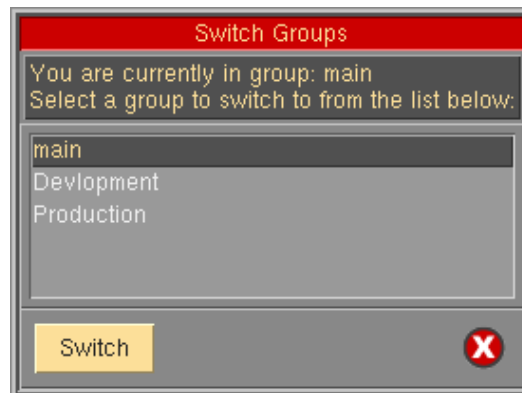 Switch Groups
You are currently in group: main
Select a group to switch to from the list below:
main
Devlopment
Production
Switch
X